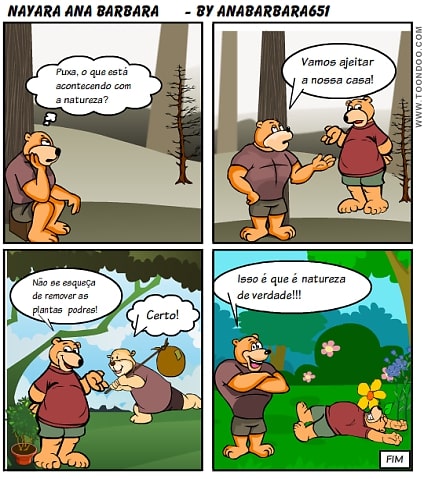 NAYARA ANA BARBARA - BY ANABARBARA651
Puxa, o que está
acontecendo com
a natureza?
Vamos ajeitar
a nossa casa!
WWW.TOONDOO.COM
Não se esqueça
de remover as
plantas podres!
Certo!
Isso é que é natureza
de verdade!!!
FIM